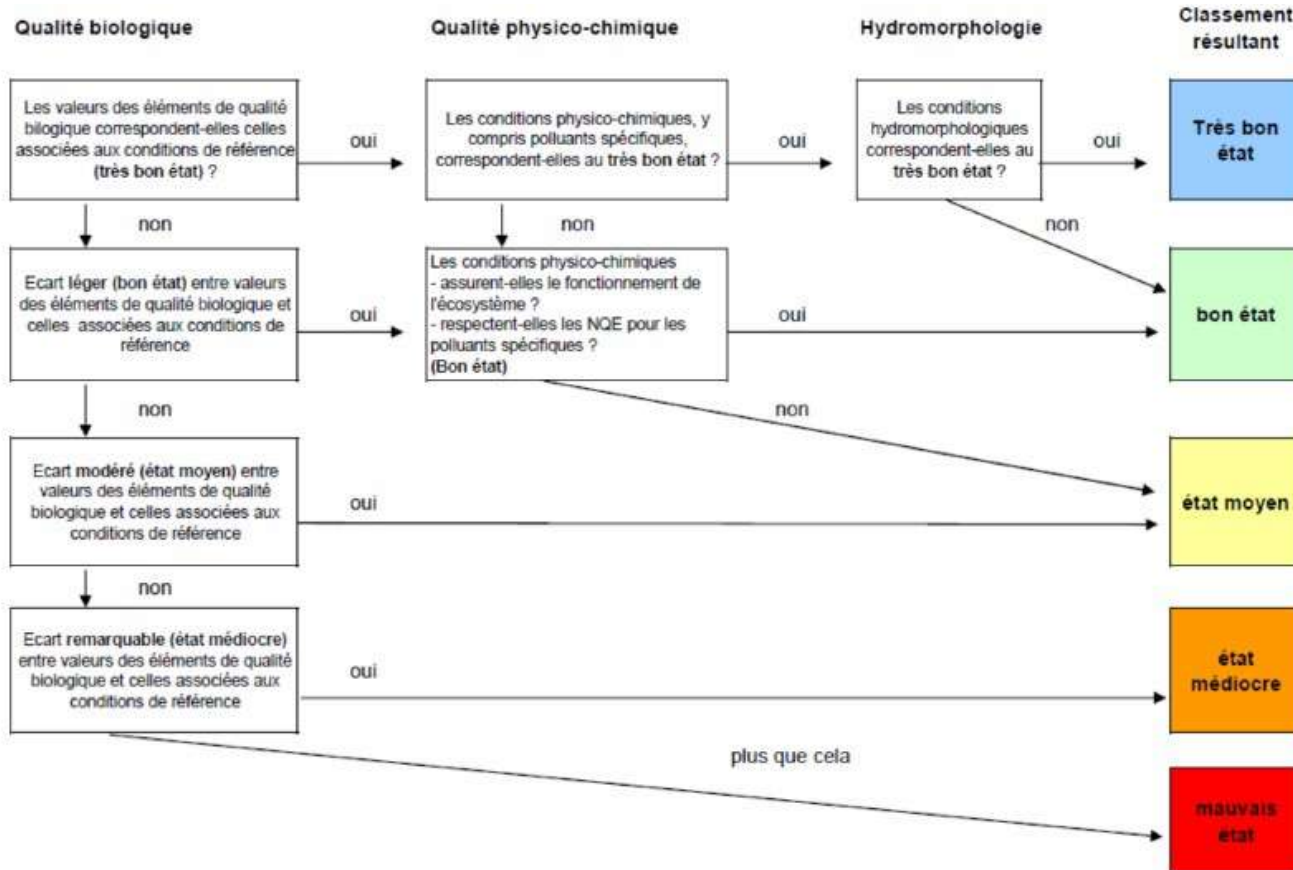 Qualité biologique
Qualité physico-chimique
Hydromorphologie
Classement
résultant
Les valeurs des éléments de qualité
bilogique correspondent-elles celles
associées aux conditions de référence
(très bon état) ?
oui
Les conditions physico-chimiques, y
compris polluants spécifiques,
correspondent-elles au très bon état ?
oui
Les conditions
hydromorphologiques
correspondent-elles au
très bon état ?
oui
Très bon
état
non
non
non
Ecart léger (bon état) entre valeurs
des éléments de qualité biologique et
celles associées aux conditions de
référence
oui
Les conditions physico-chimiques
- assurent-elles le fonctionnement de
l'écosystème ?
- respectent-elles les NQE pour les
polluants spécifiques ?
(Bon état)
oui
bon état
non
non
Ecart modéré (état moyen) entre
valeurs des éléments de qualité
biologique et celles associées aux
conditions de référence
oui
état moyen
non
Ecart remarquable (état médiocre)
entre valeurs des éléments de qualité
biologique et celles associées aux
conditions de référence
oui
état
médiocre
plus que cela
mauvais
état